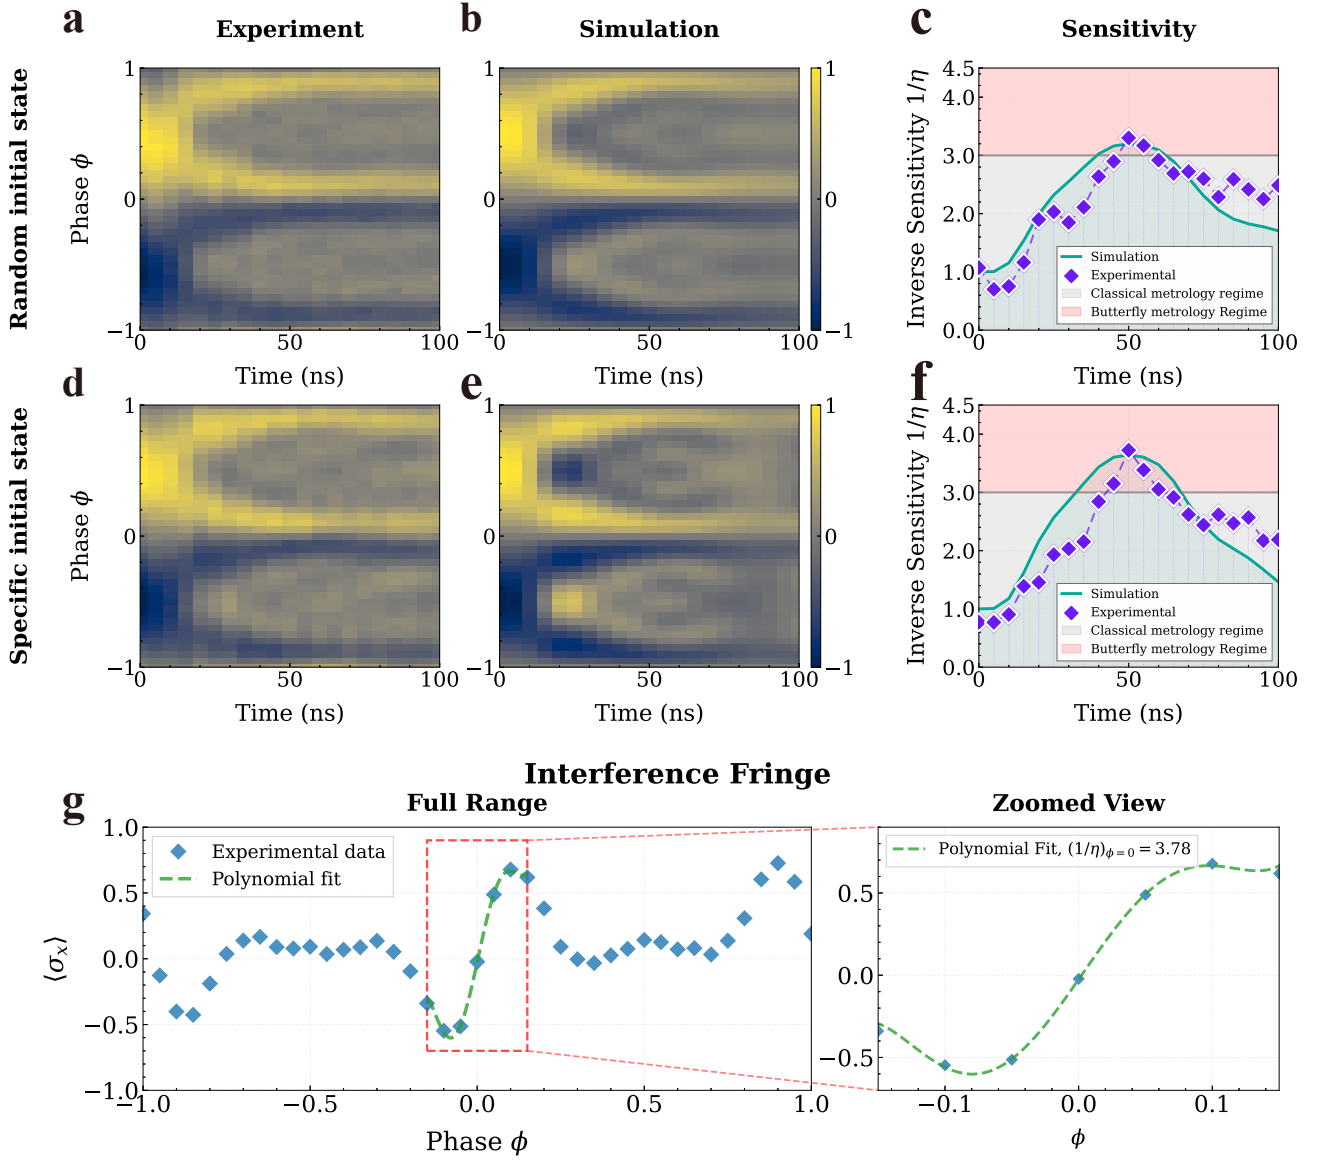 a
Experiment
b
Simulation
c
Sensitivity
Random initial state
Phase ϕ
1
0
−1
0
50
100
Time (ns)
1
0
−1
0
50
100
Time (ns)
1
0
−1
Inverse Sensitivity 1/η
4.5
4.0
3.0
2.0
1.0
0.0
Simulation
Experimental
Classical metrology regime
Butterfly metrology Regime
0
50
100
Time (ns)
d
e
f
Specific initial state
Phase ϕ
1
0
−1
0
50
100
Time (ns)
1
0
−1
0
50
100
Time (ns)
1
0
−1
Inverse Sensitivity 1/η
4.5
4.0
3.0
2.0
1.0
0.0
Simulation
Experimental
Classical metrology regime
Butterfly metrology Regime
0
50
100
Time (ns)
Interference Fringe
g
Full Range
Zoomed View
⟨σx⟩
1.0
0.5
0.0
−0.5
−1.0
Experimental data
Polynomial fit
−1.0
−0.5
0.0
0.5
1.0
Phase ϕ
Polynomial Fit, (1/η)ϕ=0 = 3.78
0.5
0.0
−0.5
−0.1
0.0
0.1
ϕ